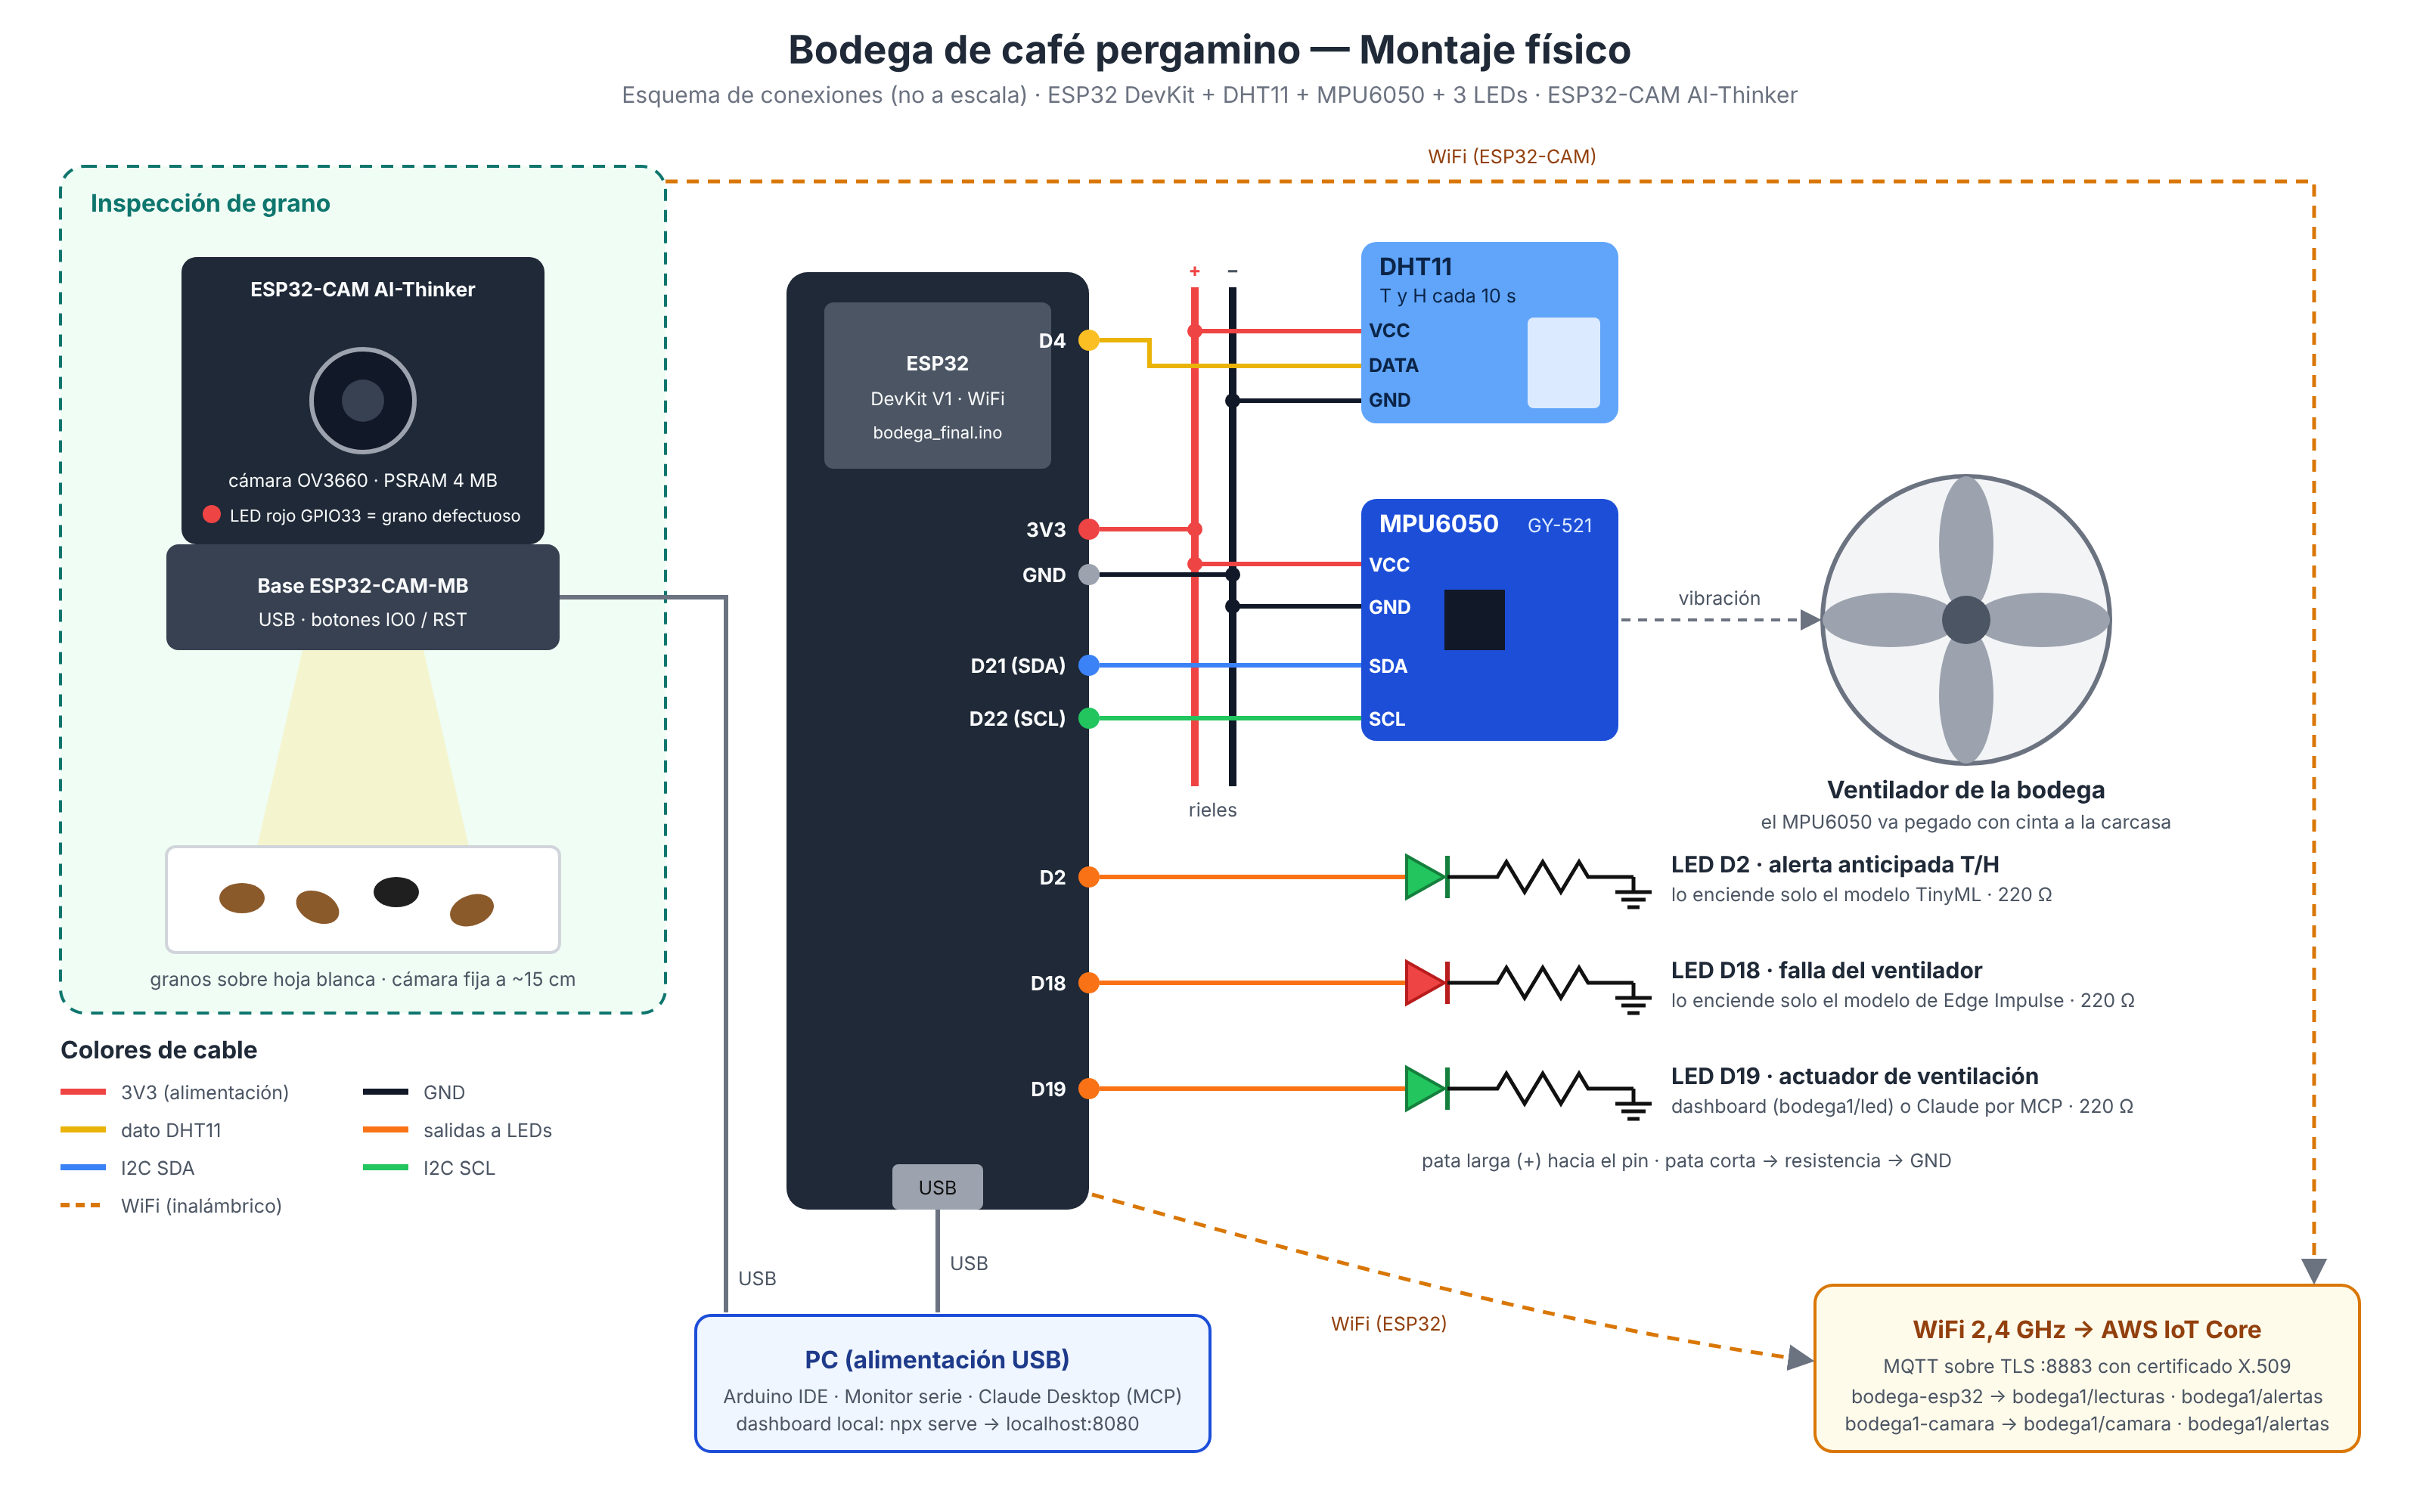 Bodega de café pergamino — Montaje físico
Esquema de conexiones (no a escala) · ESP32 DevKit + DHT11 + MPU6050 + 3 LEDs · ESP32-CAM AI-Thinker
WiFi (ESP32-CAM)
Inspección de grano
ESP32-CAM AI-Thinker
cámara OV3660 · PSRAM 4 MB
LED rojo GPIO33 = grano defectuoso
Base ESP32-CAM-MB
USB · botones IO0 / RST
granos sobre hoja blanca · cámara fija a ~15 cm
ESP32
DevKit V1 · WiFi
bodega_final.ino
D4
3V3
GND
D21 (SDA)
D22 (SCL)
D2
D18
D19
USB
+ −
rieles
DHT11
T y H cada 10 s
VCC
DATA
GND
MPU6050 GY-521
VCC
GND
SDA
SCL
vibración
Ventilador de la bodega
el MPU6050 va pegado con cinta a la carcasa
LED D2 · alerta anticipada T/H
lo enciende solo el modelo TinyML · 220 Ω
LED D18 · falla del ventilador
lo enciende solo el modelo de Edge Impulse · 220 Ω
LED D19 · actuador de ventilación
dashboard (bodega1/led) o Claude por MCP · 220 Ω
pata larga (+) hacia el pin · pata corta → resistencia → GND
Colores de cable
3V3 (alimentación)
GND
dato DHT11
salidas a LEDs
I2C SDA
I2C SCL
WiFi (inalámbrico)
USB
USB
WiFi (ESP32)
PC (alimentación USB)
Arduino IDE · Monitor serie · Claude Desktop (MCP)
dashboard local: npx serve → localhost:8080
WiFi 2,4 GHz → AWS IoT Core
MQTT sobre TLS :8883 con certificado X.509
bodega-esp32 → bodega1/lecturas · bodega1/alertas
bodega1-camara → bodega1/camara · bodega1/alertas